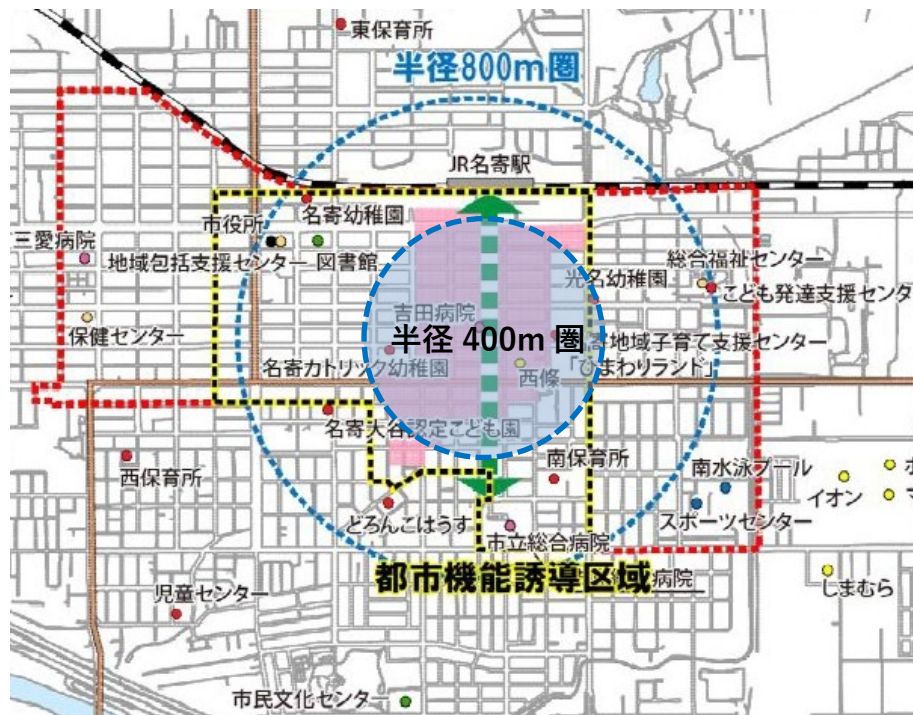 東保育所
半径800m圏
JR名寄駅
市役所
名寄幼稚園
三愛病院
地域包括支援センター
図書館
総合福祉センター
光名幼稚園
こども発達支援センタ
吉田病院
保健センター
半径 400m 圏
寄地域子育て支援センター
「ひまわりランド」
名寄カトリック幼稚園
西條
名寄大谷認定こども園
西保育所
南保育所
南水泳プール
イオン
どろんこはうす
スポーツセンター
市立総合病院
都市機能誘導区域
病院
しまむら
児童センター
市民文化センター